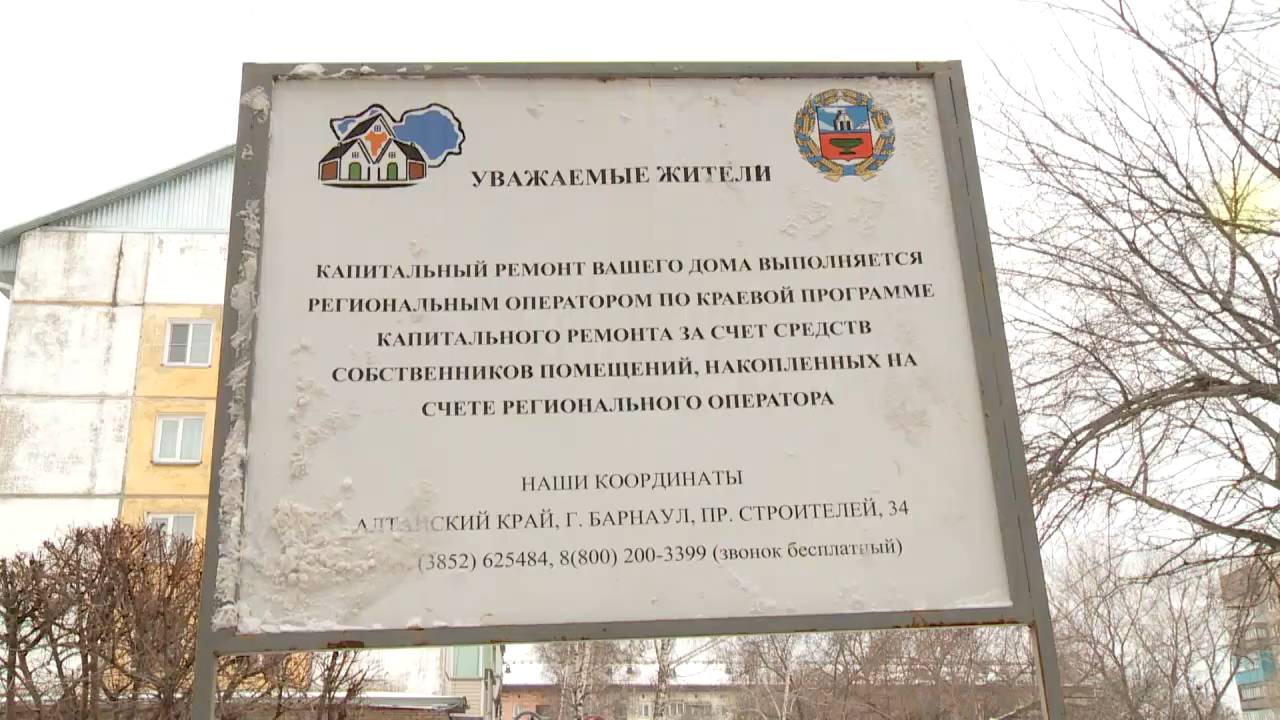 УВАЖАЕМЫЕ ЖИТЕЛИ
КАПИТАЛЬНЫЙ РЕМОНТ ВАШЕГО ДОМА ВЫПОЛНЯЕТСЯ
РЕГИОНАЛЬНЫМ ОПЕРАТОРОМ ПО КРАЕВОЙ ПРОГРАММЕ
КАПИТАЛЬНОГО РЕМОНТА ЗА СЧЕТ СРЕДСТВ
СОБСТВЕННИКОВ ПОМЕЩЕНИЙ, НАКОПЛЕННЫХ НА
СЧЕТЕ РЕГИОНАЛЬНОГО ОПЕРАТОРА
НАШИ КООРДИНАТЫ
АЛТАЙСКИЙ КРАЙ, Г. БАРНАУЛ, ПР. СТРОИТЕЛЕЙ, 34
(3852) 625484, 8(800) 200-3399 (звонок бесплатный)